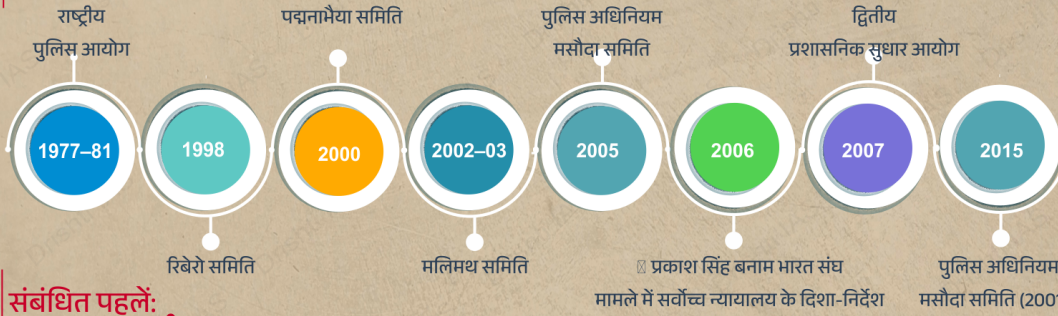 राष्ट्रीय
पुलिस आयोग
पद्मनाभैया समिति
पुलिस अधिनियम
मसौदा समिति
द्वितीय
प्रशासनिक सुधार आयोग
1977–81
1998
2000
2002–03
2005
2006
2007
2015
रिबेरो समिति
मलिमथ समिति
प्रकाश सिंह बनाम भारत संघ
मामले में सर्वोच्च न्यायालय के दिशा-निर्देश
पुलिस अधिनियम
मसौदा समिति
संबंधित पहलें: